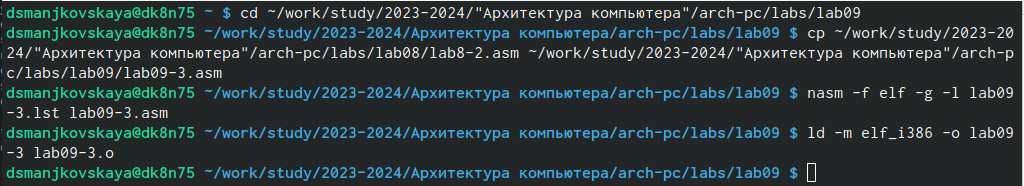 dsmanjkovskaya@dk8n75 ~ $ cd ~/work/study/2023-2024/"Архитектура компьютера"/arch-pc/labs/lab09
dsmanjkovskaya@dk8n75 ~/work/study/2023-2024/Архитектура компьютера/arch-pc/labs/lab09 $ cp ~/work/study/2023-20
24/"Архитектура компьютера"/arch-pc/labs/lab08/lab8-2.asm ~/work/study/2023-2024/"Архитектура компьютера"/arch-p
c/labs/lab09/lab09-3.asm
dsmanjkovskaya@dk8n75 ~/work/study/2023-2024/Архитектура компьютера/arch-pc/labs/lab09 $ nasm -f elf -g -l lab09
-3.lst lab09-3.asm
dsmanjkovskaya@dk8n75 ~/work/study/2023-2024/Архитектура компьютера/arch-pc/labs/lab09 $ ld -m elf_i386 -o lab09
-3 lab09-3.o
dsmanjkovskaya@dk8n75 ~/work/study/2023-2024/Архитектура компьютера/arch-pc/labs/lab09 $